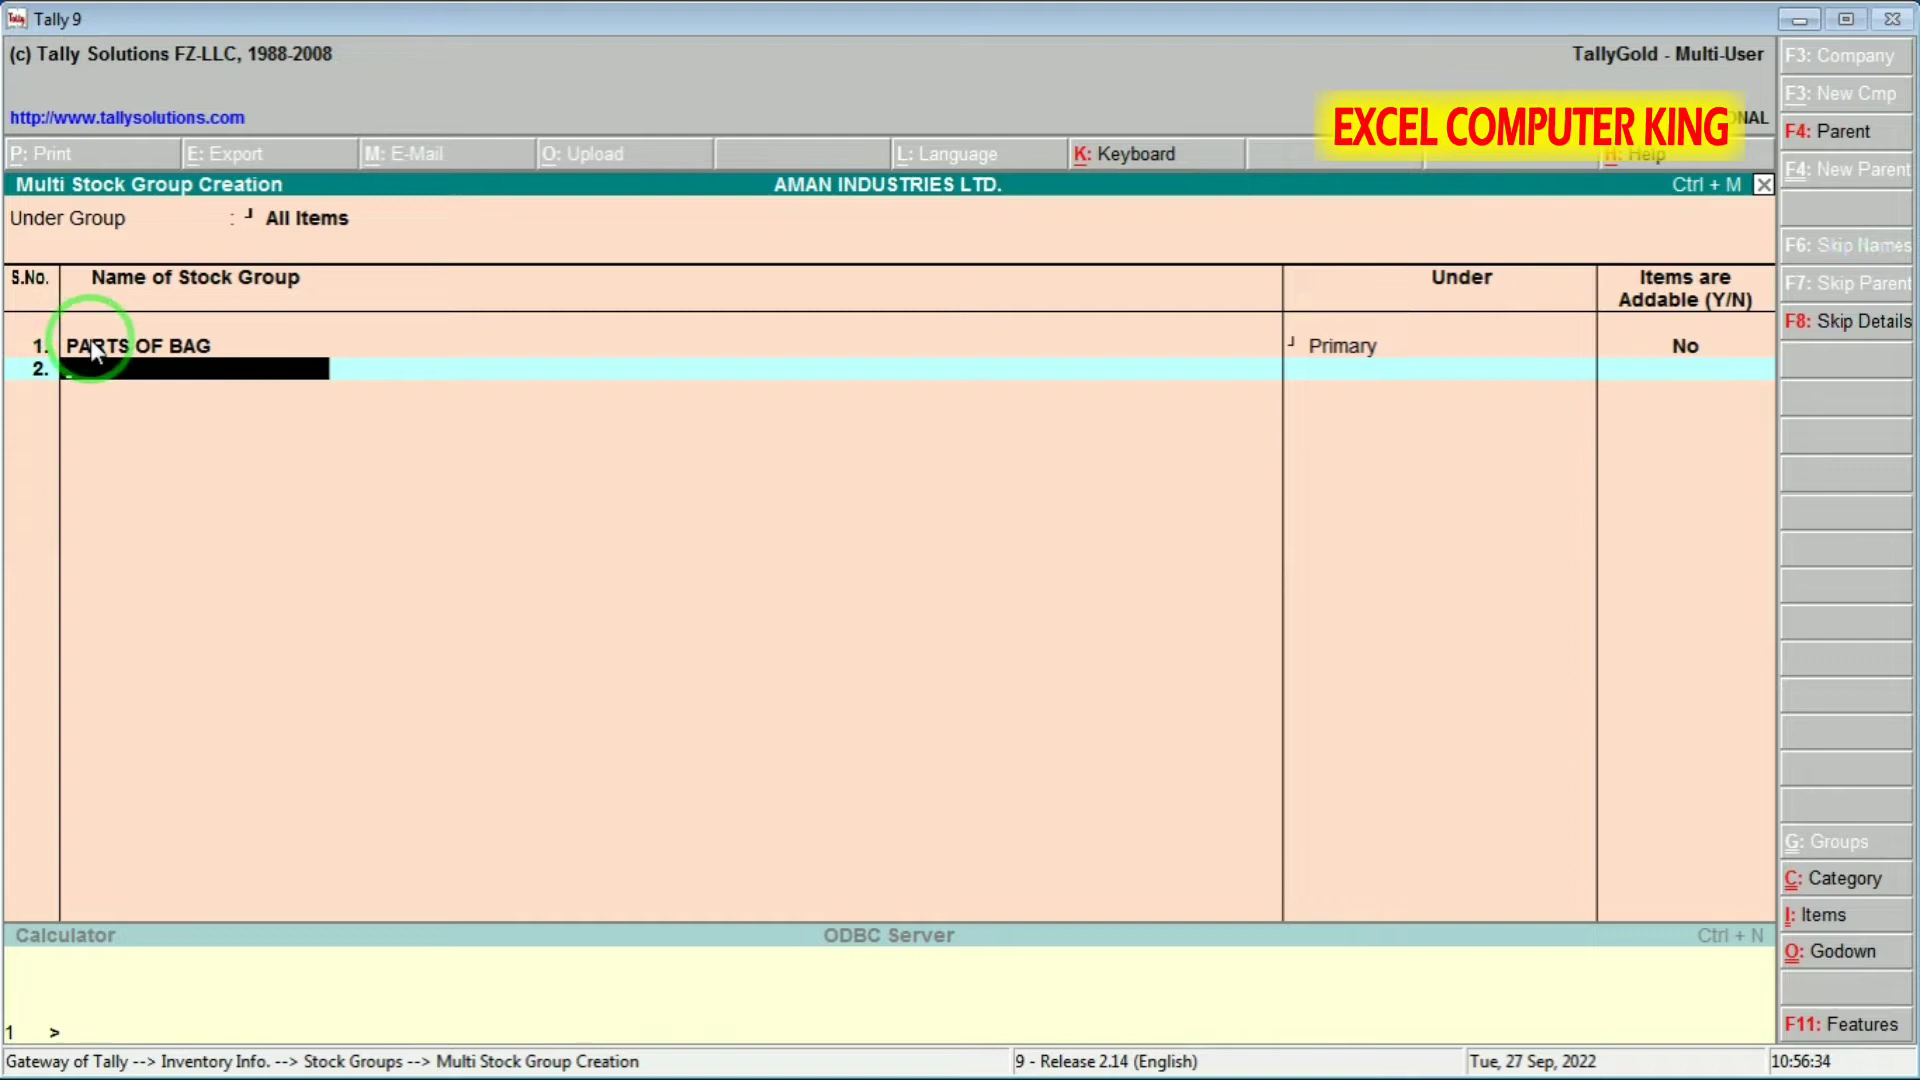 Tally 9
(c) Tally Solutions FZ-LLC, 1988-2008
TallyGold - Multi-User
http://www.tallysolutions.com
EXCEL COMPUTER KING
P: Print
E: Export
M: E-Mail
O: Upload
L: Language
K: Keyboard
H: Help
Multi Stock Group Creation
AMAN INDUSTRIES LTD.
Ctrl + M
Under Group : All Items
S.No. Name of Stock Group Under Items are
Addable (Y/N)
1. PARTS OF BAG Primary No
2.
F3: Company
F3: New Cmp
F4: Parent
F4: New Parent
F6: Skip Names
F7: Skip Parent
F8: Skip Details
G: Groups
C: Category
I: Items
O: Godown
F11: Features
Calculator ODBC Server Ctrl + N
1 >
Gateway of Tally --> Inventory Info. --> Stock Groups --> Multi Stock Group Creation
9 - Release 2.14 (English)
Tue, 27 Sep, 2022
10:56:34